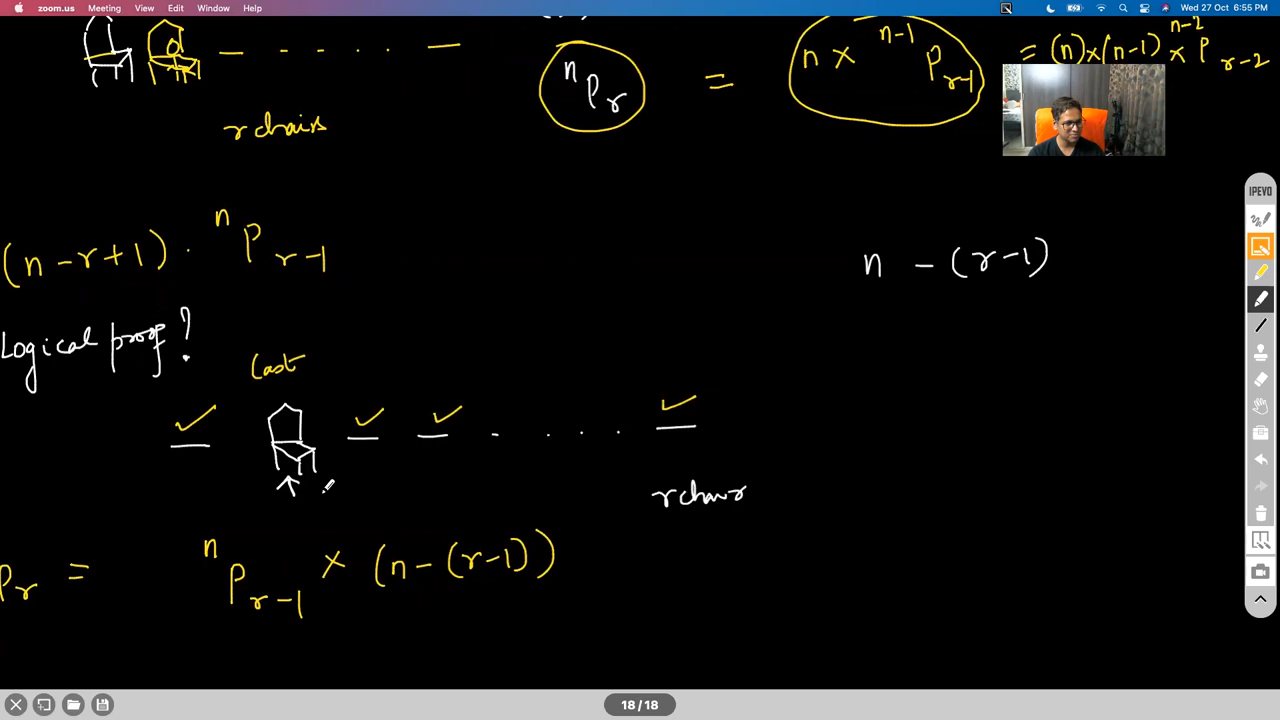 zoom.us Meeting View Edit Window Help Wed 27 Oct 6:55 PM
r chairs
ⁿPᵣ = n × ⁿ⁻¹Pᵣ₋₁ = (n)×(n-1) × ⁿ⁻²Pᵣ₋₂
IPEVO
(n-r+1) · ⁿPᵣ₋₁
n - (r-1)
Logical proof?
Last
r chair
Pᵣ = ⁿPᵣ₋₁ × (n-(r-1))
18 / 18